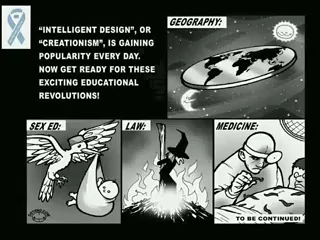 "INTELLIGENT DESIGN", OR
"CREATIONISM", IS GAINING
POPULARITY EVERY DAY.
NOW GET READY FOR THESE
EXCITING EDUCATIONAL
REVOLUTIONS!
GEOGRAPHY:
SEX ED:
LAW:
MEDICINE:
TO BE CONTINUED!